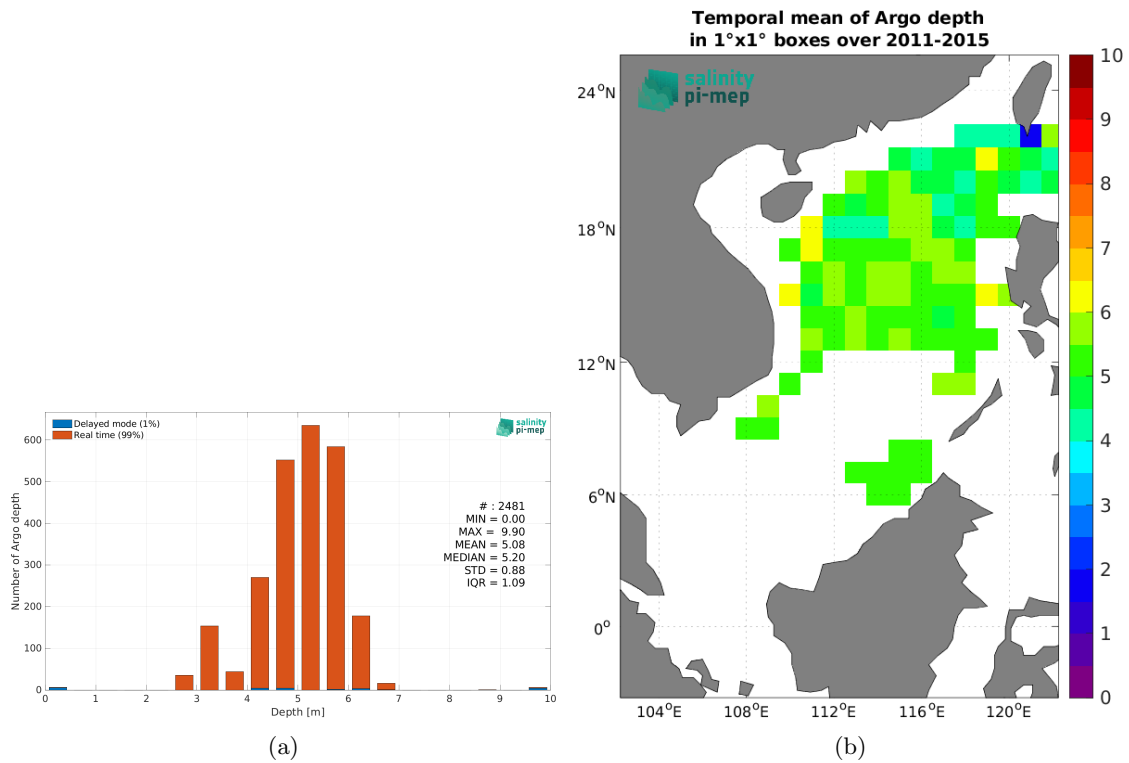 Delayed mode (1%)
Real time (99%)
salinity
pi-mep
# : 2481
MIN = 0.00
MAX = 9.90
MEAN = 5.08
MEDIAN = 5.20
STD = 0.88
IQR = 1.09
Number of Argo depth
600
500
400
300
200
100
0
0 1 2 3 4 5 6 7 8 9 10
Depth [m]
(a)
Temporal mean of Argo depth
in 1°x1° boxes over 2011-2015
salinity
pi-mep
24°N
18°N
12°N
6°N
0°
104°E 108°E 112°E 116°E 120°E
10
9
8
7
6
5
4
3
2
1
0
(b)